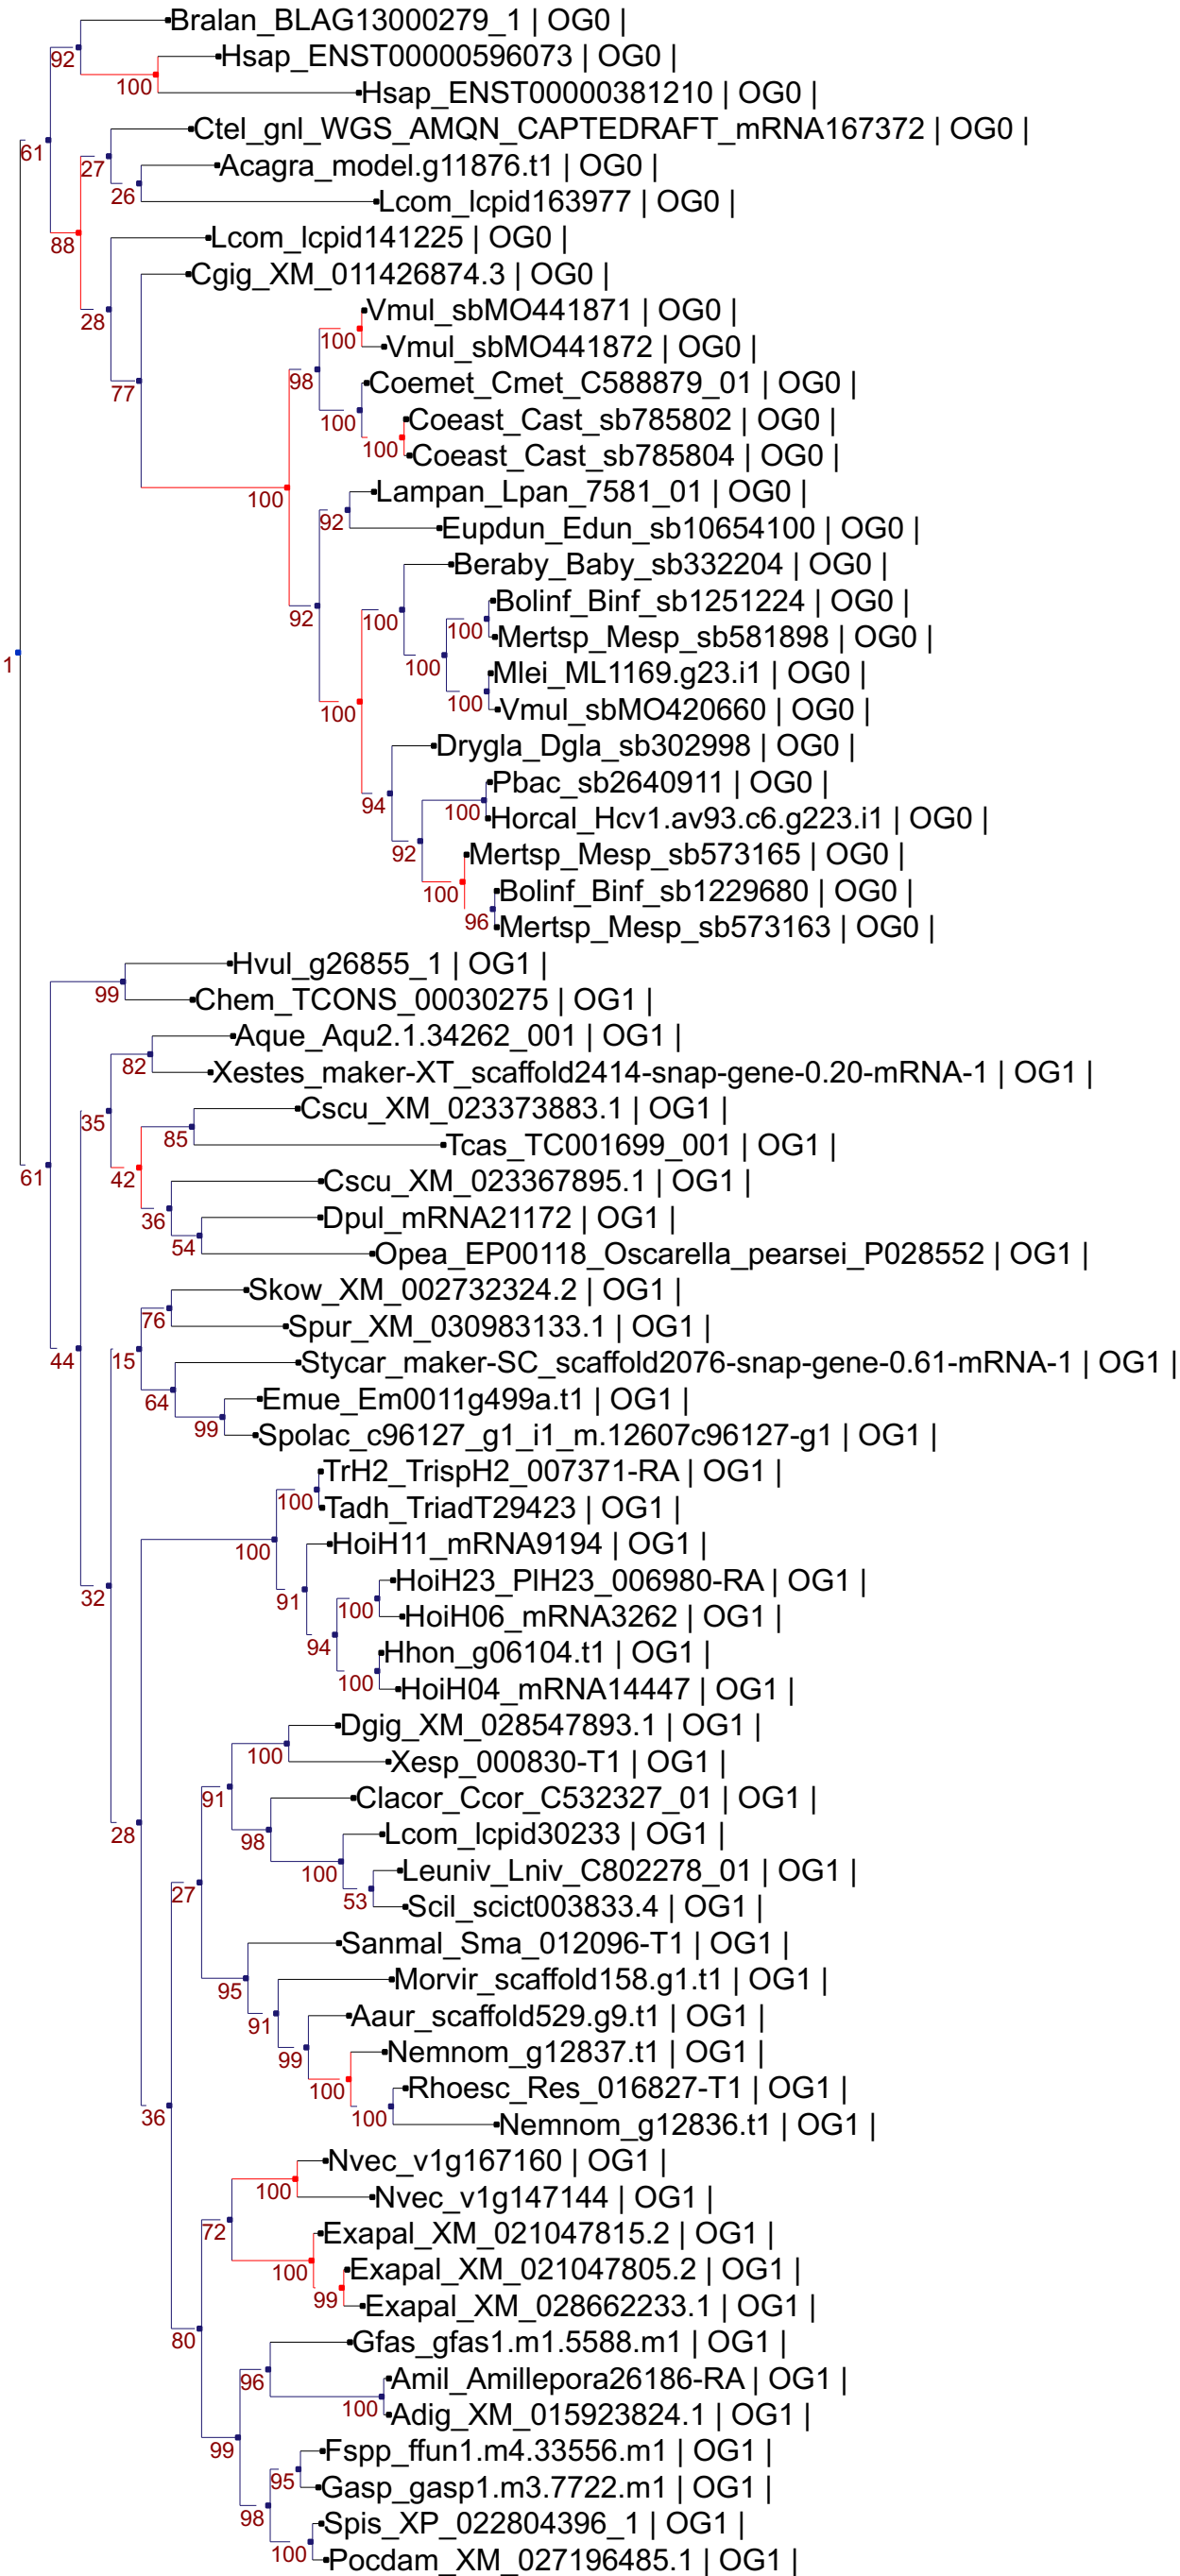 Bralan_BLAG13000279_1 | OG0 |
92
Hsap_ENST00000596073 | OG0 |
100
Hsap_ENST00000381210 | OG0 |
Ctel_gnl_WGS_AMQN_CAPTEDRAFT_mRNA167372 | OG0 |
61
27
Acagra_model.g11876.t1 | OG0 |
26
Lcom_lcpid163977 | OG0 |
88
Lcom_lcpid141225 | OG0 |
Cgig_XM_011426874.3 | OG0 |
28
Vmul_sbMO441871 | OG0 |
100
Vmul_sbMO441872 | OG0 |
98
Coemet_Cmet_C588879_01 | OG0 |
77
100
Coeast_Cast_sb785802 | OG0 |
100
Coeast_Cast_sb785804 | OG0 |
100
Lampan_Lpan_7581_01 | OG0 |
92
Eupdun_Edun_sb10654100 | OG0 |
Beraby_Baby_sb332204 | OG0 |
92
100
Bolinf_Binf_sb1251224 | OG0 |
100
Mertsp_Mesp_sb581898 | OG0 |
1
100
Mlei_ML1169.g23.i1 | OG0 |
100
100
Vmul_sbMO420660 | OG0 |
Drygla_Dgla_sb302998 | OG0 |
94
Pbac_sb2640911 | OG0 |
100
Horcal_Hcv1.av93.c6.g223.i1 | OG0 |
92
Mertsp_Mesp_sb573165 | OG0 |
100
Bolinf_Binf_sb1229680 | OG0 |
96
Mertsp_Mesp_sb573163 | OG0 |
Hvul_g26855_1 | OG1 |
99
Chem_TCONS_00030275 | OG1 |
Aque_Aqu2.1.34262_001 | OG1 |
82
Xestes_maker-XT_scaffold2414-snap-gene-0.20-mRNA-1 | OG1 |
35
Cscu_XM_023373883.1 | OG1 |
85
Tcas_TC001699_001 | OG1 |
61
42
Cscu_XM_023367895.1 | OG1 |
36
Dpul_mRNA21172 | OG1 |
54
Opea_EP00118_Oscarella_pearsei_P028552 | OG1 |
Skow_XM_002732324.2 | OG1 |
76
Spur_XM_030983133.1 | OG1 |
44
15
Stycar_maker-SC_scaffold2076-snap-gene-0.61-mRNA-1 | OG1 |
64
Emue_Em0011g499a.t1 | OG1 |
99
Spolac_c96127_g1_i1_m.12607c96127-g1 | OG1 |
TrH2_TrispH2_007371-RA | OG1 |
100
Tadh_TriadT29423 | OG1 |
100
HoiH11_mRNA9194 | OG1 |
32
91
HoiH23_PIH23_006980-RA | OG1 |
100
HoiH06_mRNA3262 | OG1 |
94
Hhon_g06104.t1 | OG1 |
100
HoiH04_mRNA14447 | OG1 |
Dgig_XM_028547893.1 | OG1 |
100
Xesp_000830-T1 | OG1 |
91
Clacor_Ccor_C532327_01 | OG1 |
28
98
Lcom_lcpid30233 | OG1 |
100
Leuniv_Lniv_C802278_01 | OG1 |
27
53
Scil_scict003833.4 | OG1 |
Sanmal_Sma_012096-T1 | OG1 |
95
Morvir_scaffold158.g1.t1 | OG1 |
91
Aaur_scaffold529.g9.t1 | OG1 |
99
Nemnom_g12837.t1 | OG1 |
100
Rhoesc_Res_016827-T1 | OG1 |
36
100
Nemnom_g12836.t1 | OG1 |
Nvec_v1g167160 | OG1 |
100
Nvec_v1g147144 | OG1 |
72
Exapal_XM_021047815.2 | OG1 |
100
Exapal_XM_021047805.2 | OG1 |
99
Exapal_XM_028662233.1 | OG1 |
80
Gfas_gfas1.m1.5588.m1 | OG1 |
96
Amil_Amillepora26186-RA | OG1 |
100
Adig_XM_015923824.1 | OG1 |
99
Fspp_ffun1.m4.33556.m1 | OG1 |
95
Gasp_gasp1.m3.7722.m1 | OG1 |
98
Spis_XP_022804396_1 | OG1 |
100
Pocdam_XM_027196485.1 | OG1 |